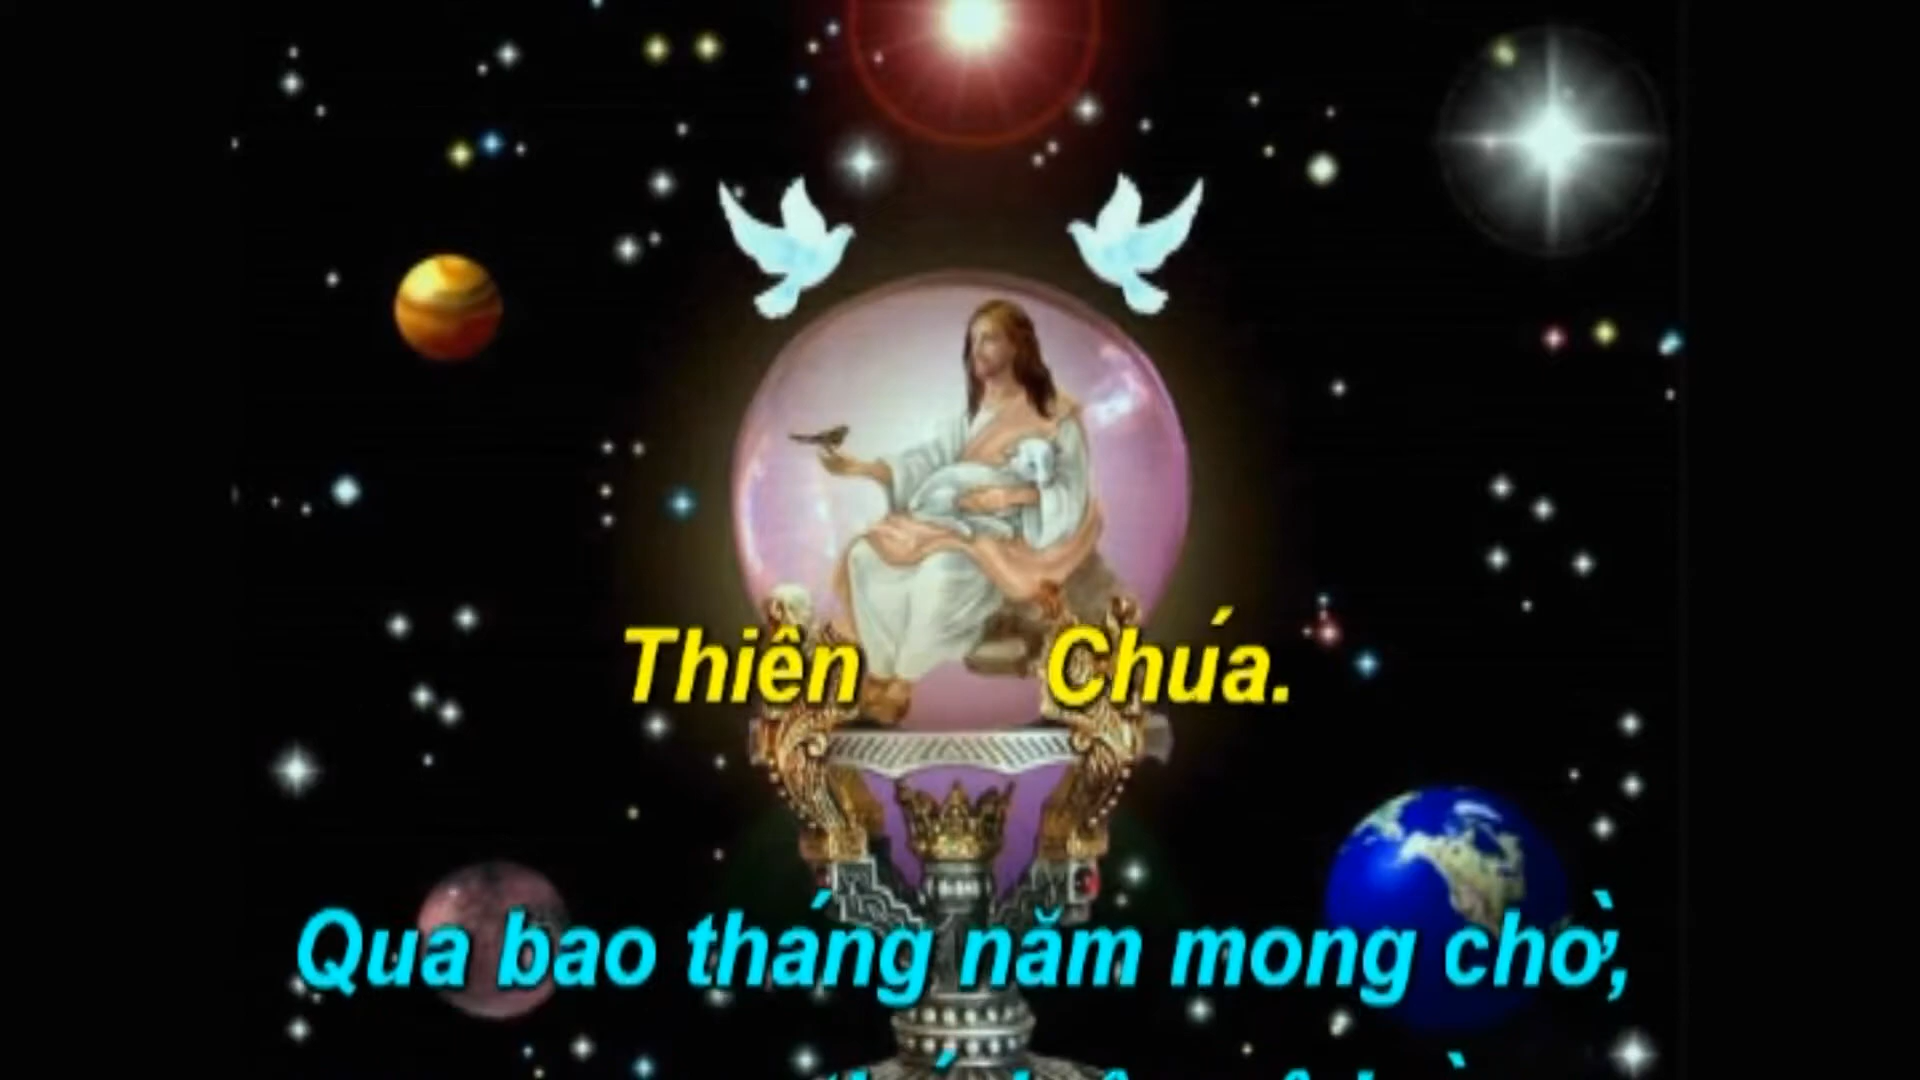 Thiên Chúa.
Qua bao tháng năm mong chờ,